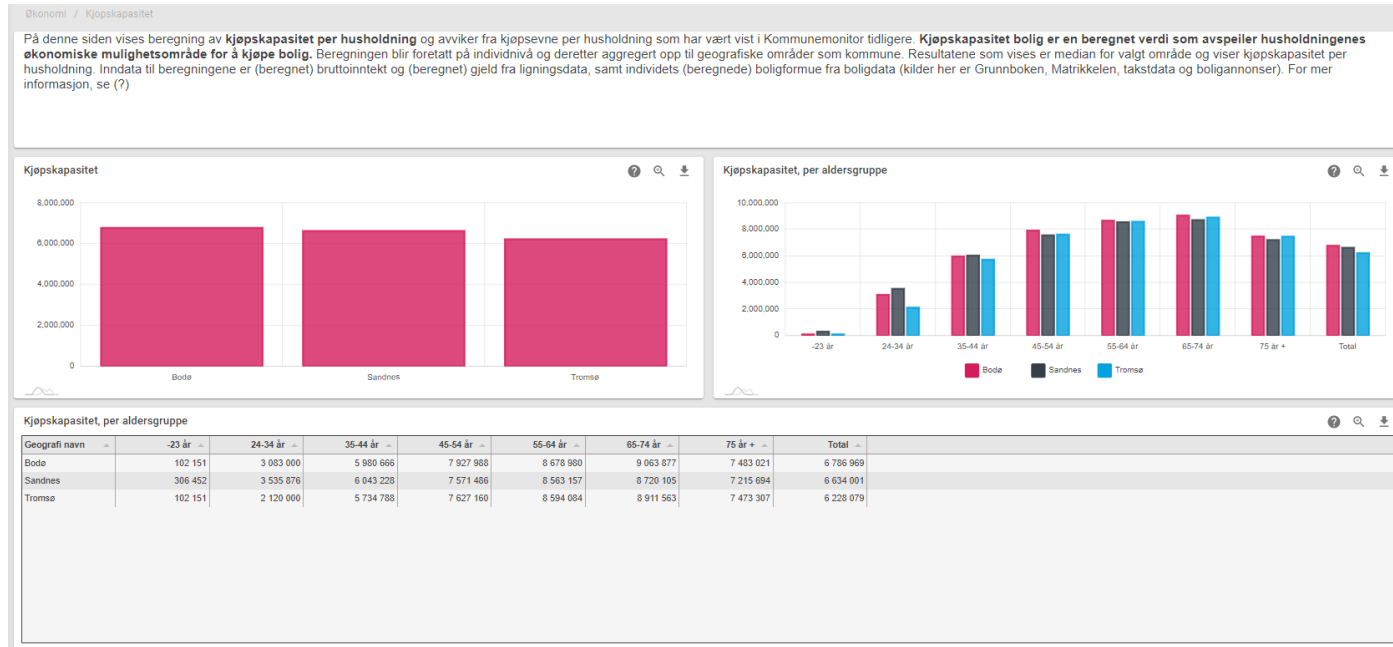 Økonomi / Kjopskapasitet
På denne siden vises beregning av kjøpskapasitet per husholdning og avviker fra kjøpsevne per husholdning som har vært vist i Kommunemonitor tidligere. Kjøpskapasitet bolig er en beregnet verdi som avspeiler husholdningenes
økonomiske mulighetsområde for å kjøpe bolig. Beregningen blir foretatt på individnivå og deretter aggregert opp til geografiske områder som kommune. Resultatene som vises er median for valgt område og viser kjøpskapasitet per
husholdning. Inndata til beregningene er (beregnet) bruttoinntekt og (beregnet) gjeld fra ligningsdata, samt individets (beregnede) boligformue fra boligdata (kilder her er Grunnboken, Matrikkelen, takstdata og boligannonser). For mer
informasjon, se (?)
Kjøpskapasitet
8,000,000
6,000,000
4,000,000
2,000,000
0
Bodø Sandnes Tromsø
Kjøpskapasitet, per aldersgruppe
10,000,000
8,000,000
6,000,000
4,000,000
2,000,000
0
-23 år 24-34 år 35-44 år 45-54 år 55-64 år 65-74 år 75 år + Total
Bodø Sandnes Tromsø
Kjøpskapasitet, per aldersgruppe
Geografi navn -23 år 24-34 år 35-44 år 45-54 år 55-64 år 65-74 år 75 år + Total
Bodø 102 151 3 083 000 5 980 666 7 927 988 8 678 980 9 063 877 7 483 021 6 786 969
Sandnes 306 452 3 535 876 6 043 228 7 571 486 8 563 157 8 720 105 7 215 694 6 634 001
Tromsø 102 151 2 120 000 5 734 788 7 627 160 8 594 084 8 911 563 7 473 307 6 228 079